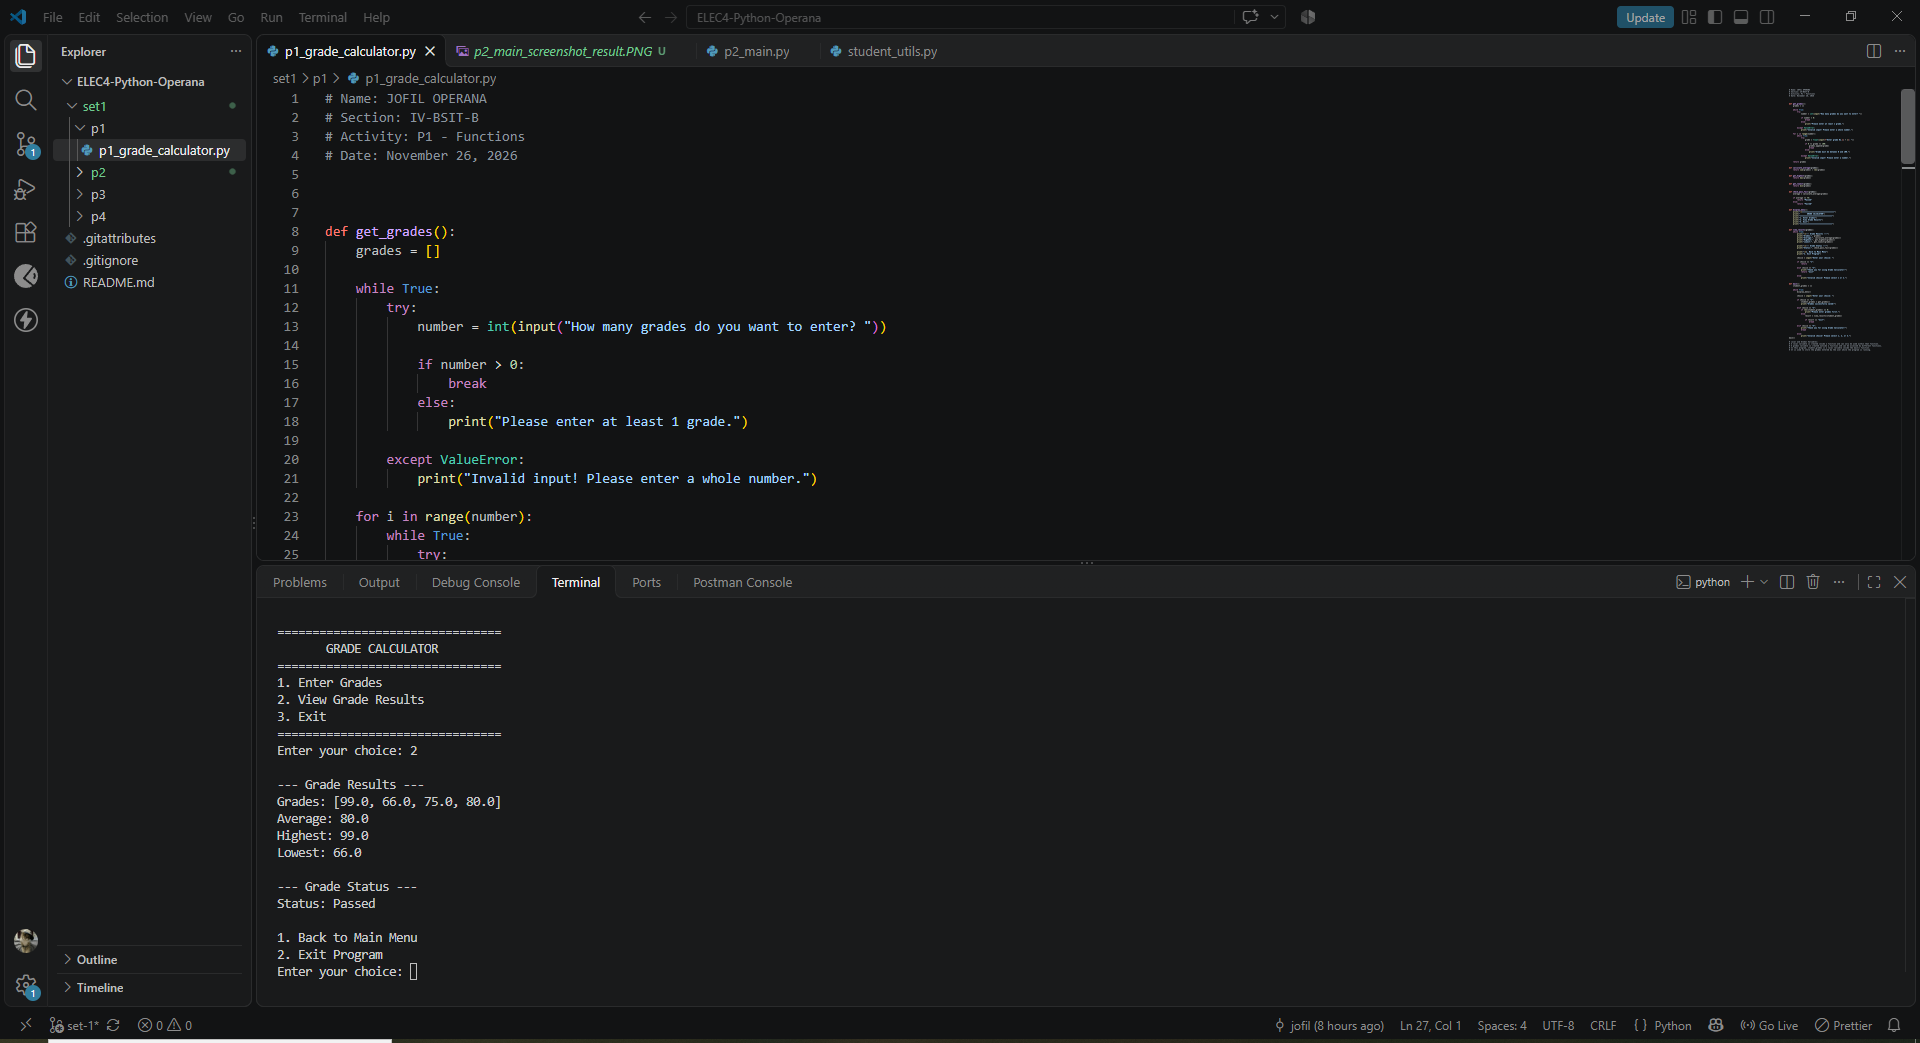 File Edit Selection View Go Run Terminal Help
ELEC4-Python-Operana
Update
Explorer
ELEC4-Python-Operana
set1
p1
p1_grade_calculator.py
p2
p3
p4
.gitattributes
.gitignore
README.md
Outline
Timeline
p1_grade_calculator.py
p2_main_screenshot_result.PNG U
p2_main.py
student_utils.py
set1 > p1 > p1_grade_calculator.py
1 # Name: JOFIL OPERANA
2 # Section: IV-BSIT-B
3 # Activity: P1 - Functions
4 # Date: November 26, 2026
5
6
7
8 def get_grades():
9 grades = []
10
11 while True:
12 try:
13 number = int(input("How many grades do you want to enter? "))
14
15 if number > 0:
16 break
17 else:
18 print("Please enter at least 1 grade.")
19
20 except ValueError:
21 print("Invalid input! Please enter a whole number.")
22
23 for i in range(number):
24 while True:
25 try:
Problems Output Debug Console Terminal Ports Postman Console
python
================================
GRADE CALCULATOR
================================
1. Enter Grades
2. View Grade Results
3. Exit
================================
Enter your choice: 2
--- Grade Results ---
Grades: [99.0, 66.0, 75.0, 80.0]
Average: 80.0
Highest: 99.0
Lowest: 66.0
--- Grade Status ---
Status: Passed
1. Back to Main Menu
2. Exit Program
Enter your choice:
1
1
set-1* 0 0
jofil (8 hours ago) Ln 27, Col 1 Spaces: 4 UTF-8 CRLF { } Python Go Live Prettier